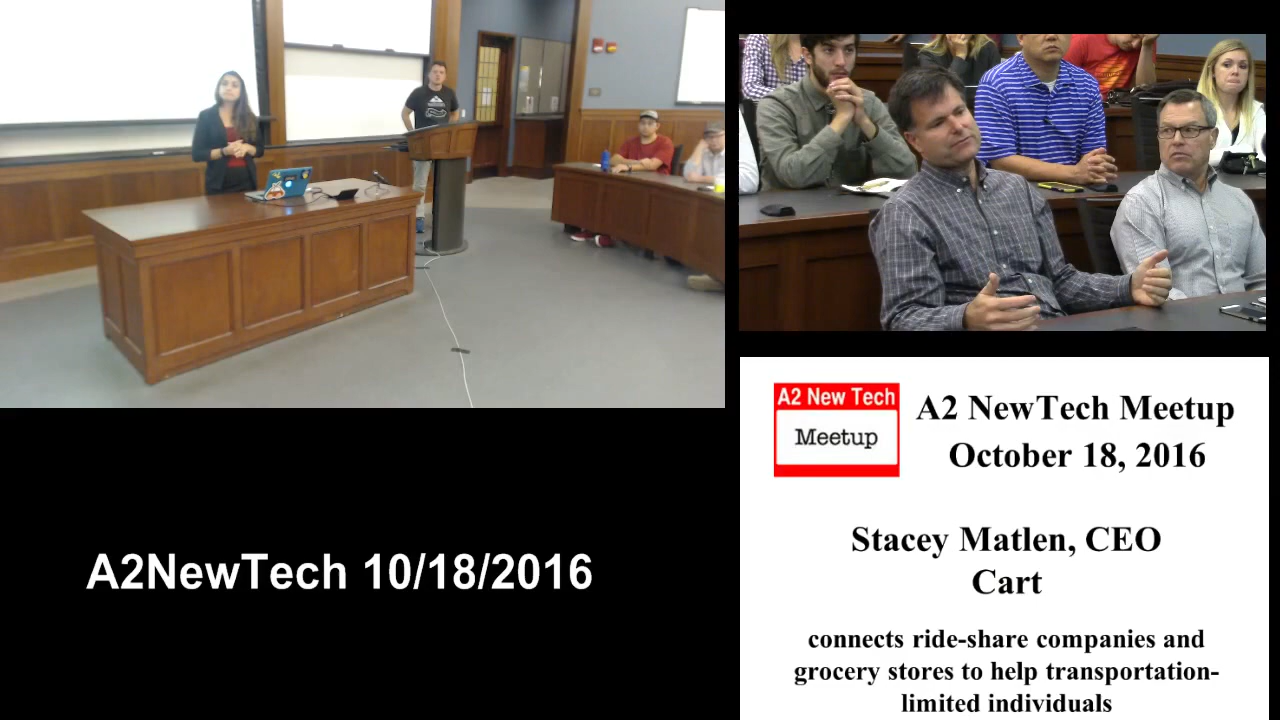 A2 New Tech
Meetup
A2 NewTech Meetup
October 18, 2016
Stacey Matlen, CEO
Cart
connects ride-share companies and
grocery stores to help transportation-
limited individuals
A2NewTech 10/18/2016